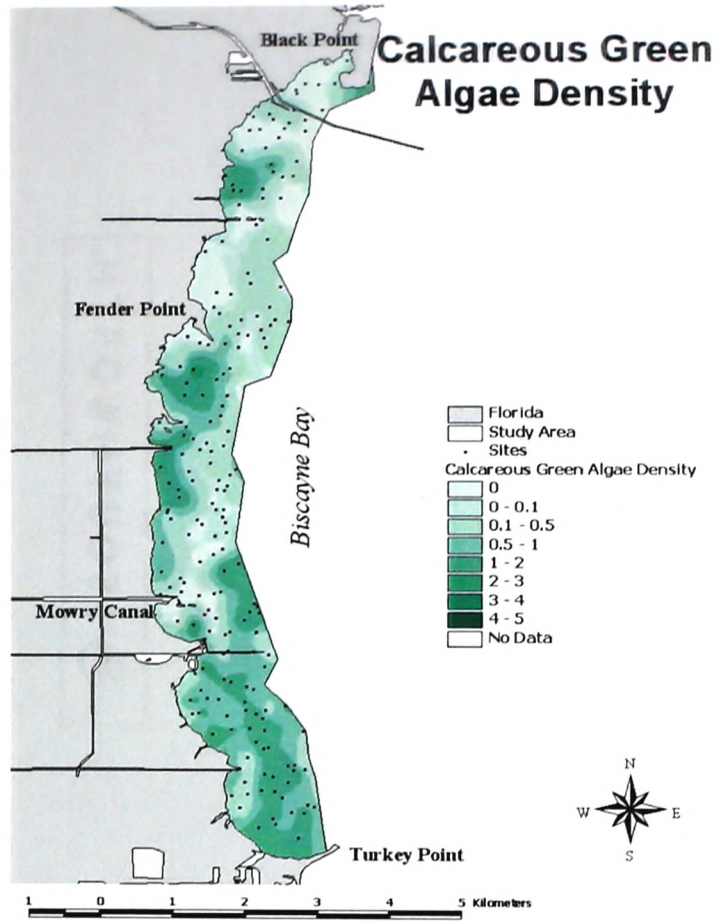 Black Point
Calcareous Green
Algae Density
Fender Point
Biscayne Bay
Florida
Study Area
Sites
Calcareous Green Algae Density
0
0 - 0.1
0.1 - 0.5
0.5 - 1
1 - 2
2 - 3
3 - 4
4 - 5
No Data
Mowry Canal
N
W E
S
Turkey Point
1 0 1 2 3 4 5 Kilometers